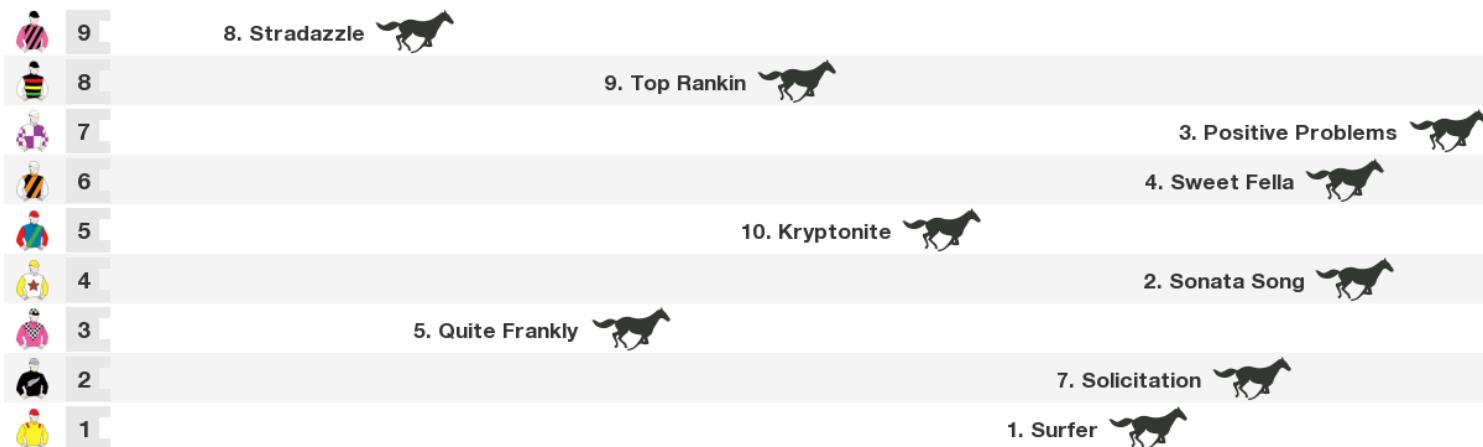 9 8. Stradazzle
8 9. Top Rankin
7 3. Positive Problems
6 4. Sweet Fella
5 10. Kryptonite
4 2. Sonata Song
3 5. Quite Frankly
2 7. Solicitation
1 1. Surfer